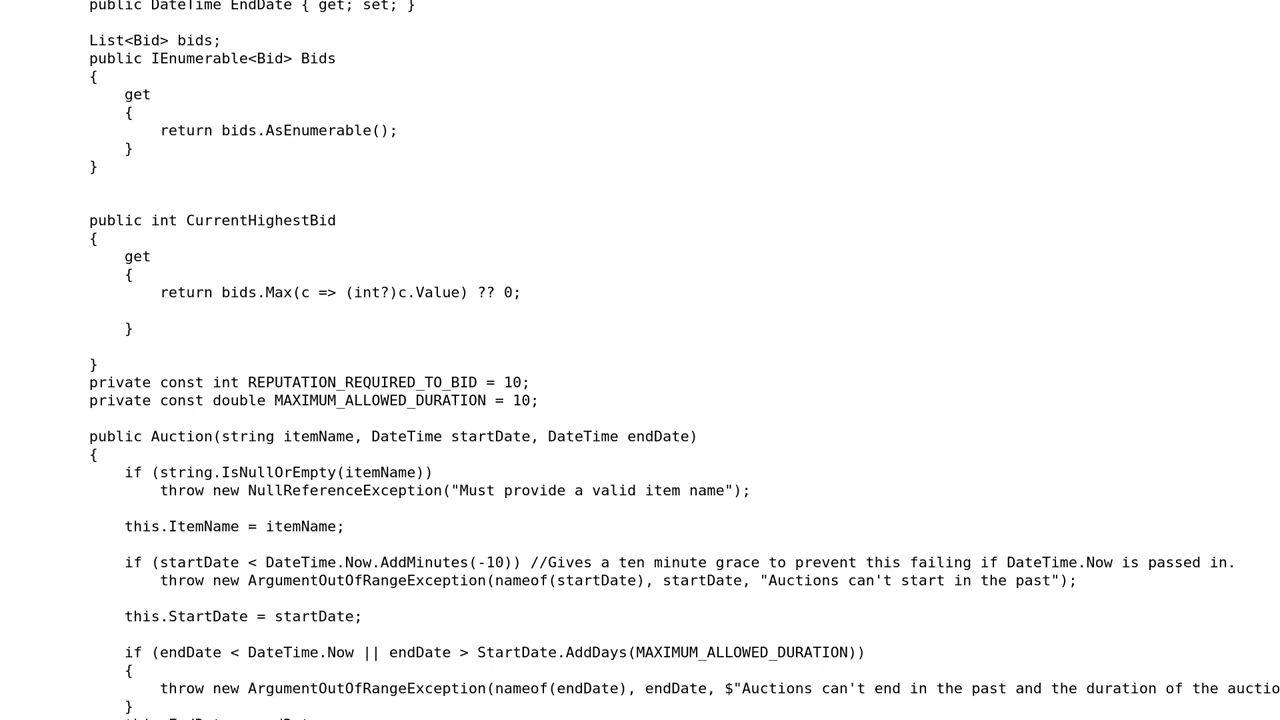 public DateTime EndDate { get; set; }
List<Bid> bids;
public IEnumerable<Bid> Bids
{
get
{
return bids.AsEnumerable();
}
}
public int CurrentHighestBid
{
get
{
return bids.Max(c => (int?)c.Value) ?? 0;
}
}
private const int REPUTATION_REQUIRED_TO_BID = 10;
private const double MAXIMUM_ALLOWED_DURATION = 10;
public Auction(string itemName, DateTime startDate, DateTime endDate)
{
if (string.IsNullOrEmpty(itemName))
throw new NullReferenceException("Must provide a valid item name");
this.ItemName = itemName;
if (startDate < DateTime.Now.AddMinutes(-10)) //Gives a ten minute grace to prevent this failing if DateTime.Now is passed in.
throw new ArgumentOutOfRangeException(nameof(startDate), startDate, "Auctions can't start in the past");
this.StartDate = startDate;
if (endDate < DateTime.Now || endDate > StartDate.AddDays(MAXIMUM_ALLOWED_DURATION))
{
throw new ArgumentOutOfRangeException(nameof(endDate), endDate, $"Auctions can't end in the past and the duration of the auctio
}